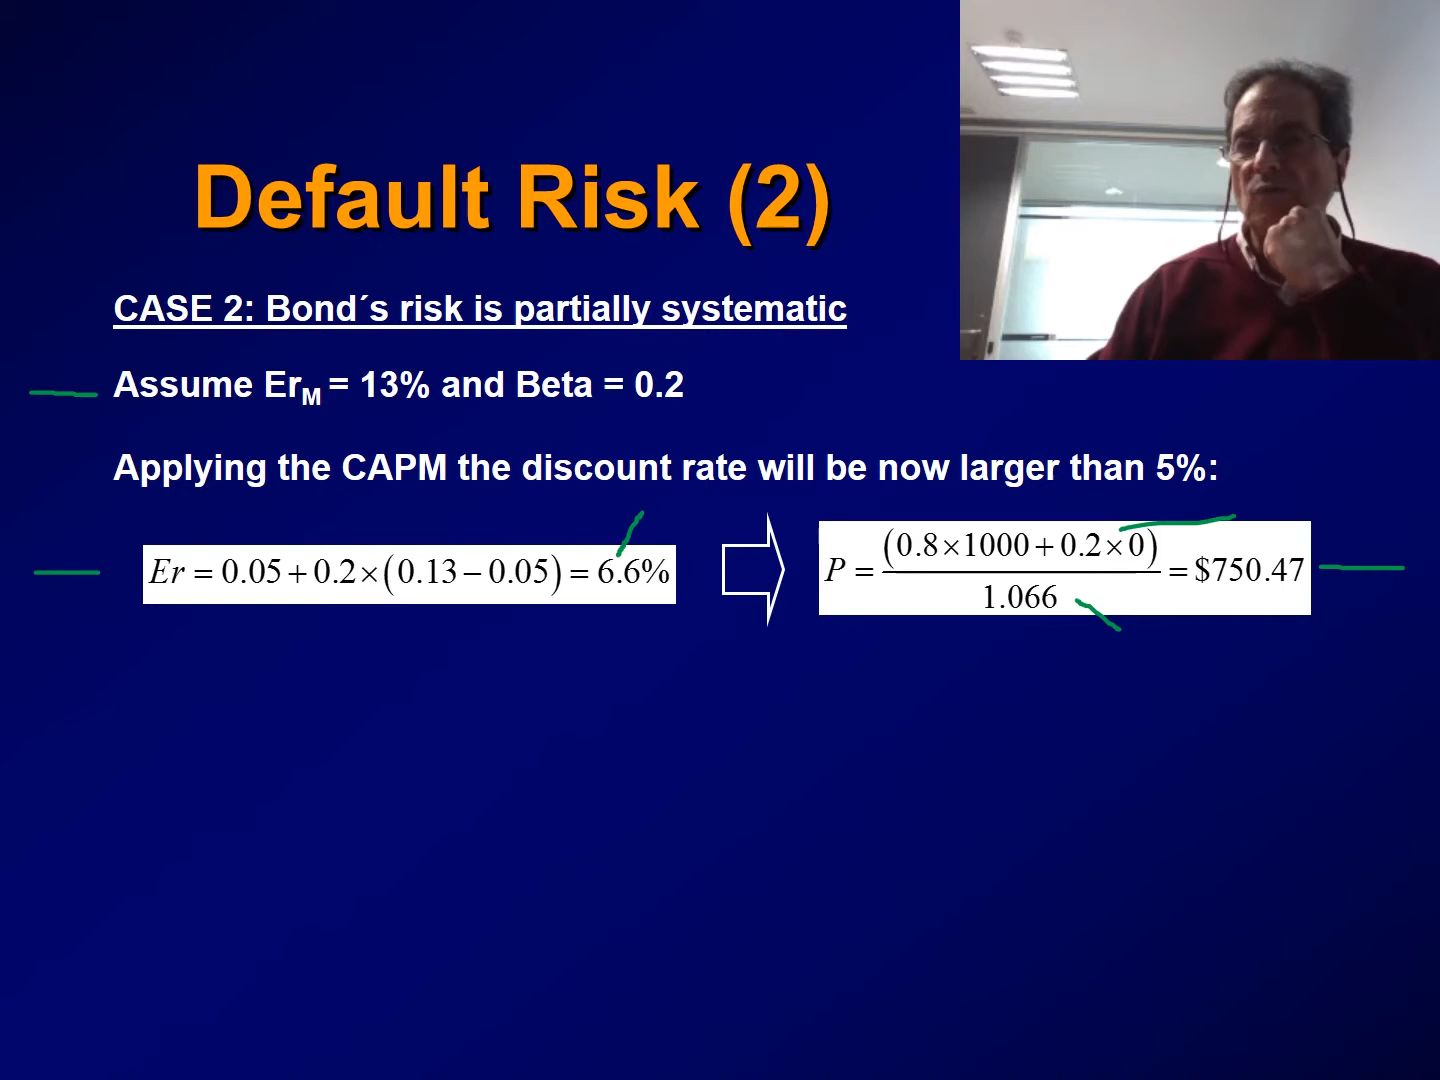 Default Risk (2)
CASE 2: Bond´s risk is partially systematic
Assume Er_M = 13% and Beta = 0.2
Applying the CAPM the discount rate will be now larger than 5%:
Er = 0.05 + 0.2 × (0.13 − 0.05) = 6.6%
P = (0.8×1000 + 0.2×0) / 1.066 = $750.47